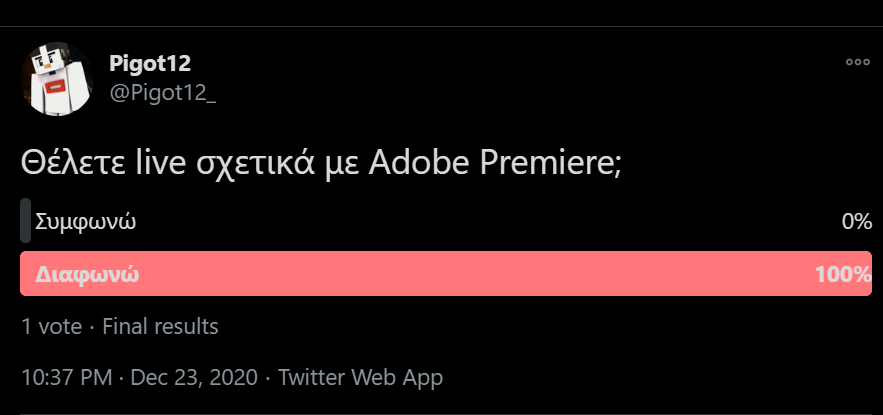 Pigot12
@Pigot12_
Θέλετε live σχετικά με Adobe Premiere;
Συμφωνώ 0%
Διαφωνώ 100%
1 vote · Final results
10:37 PM · Dec 23, 2020 · Twitter Web App